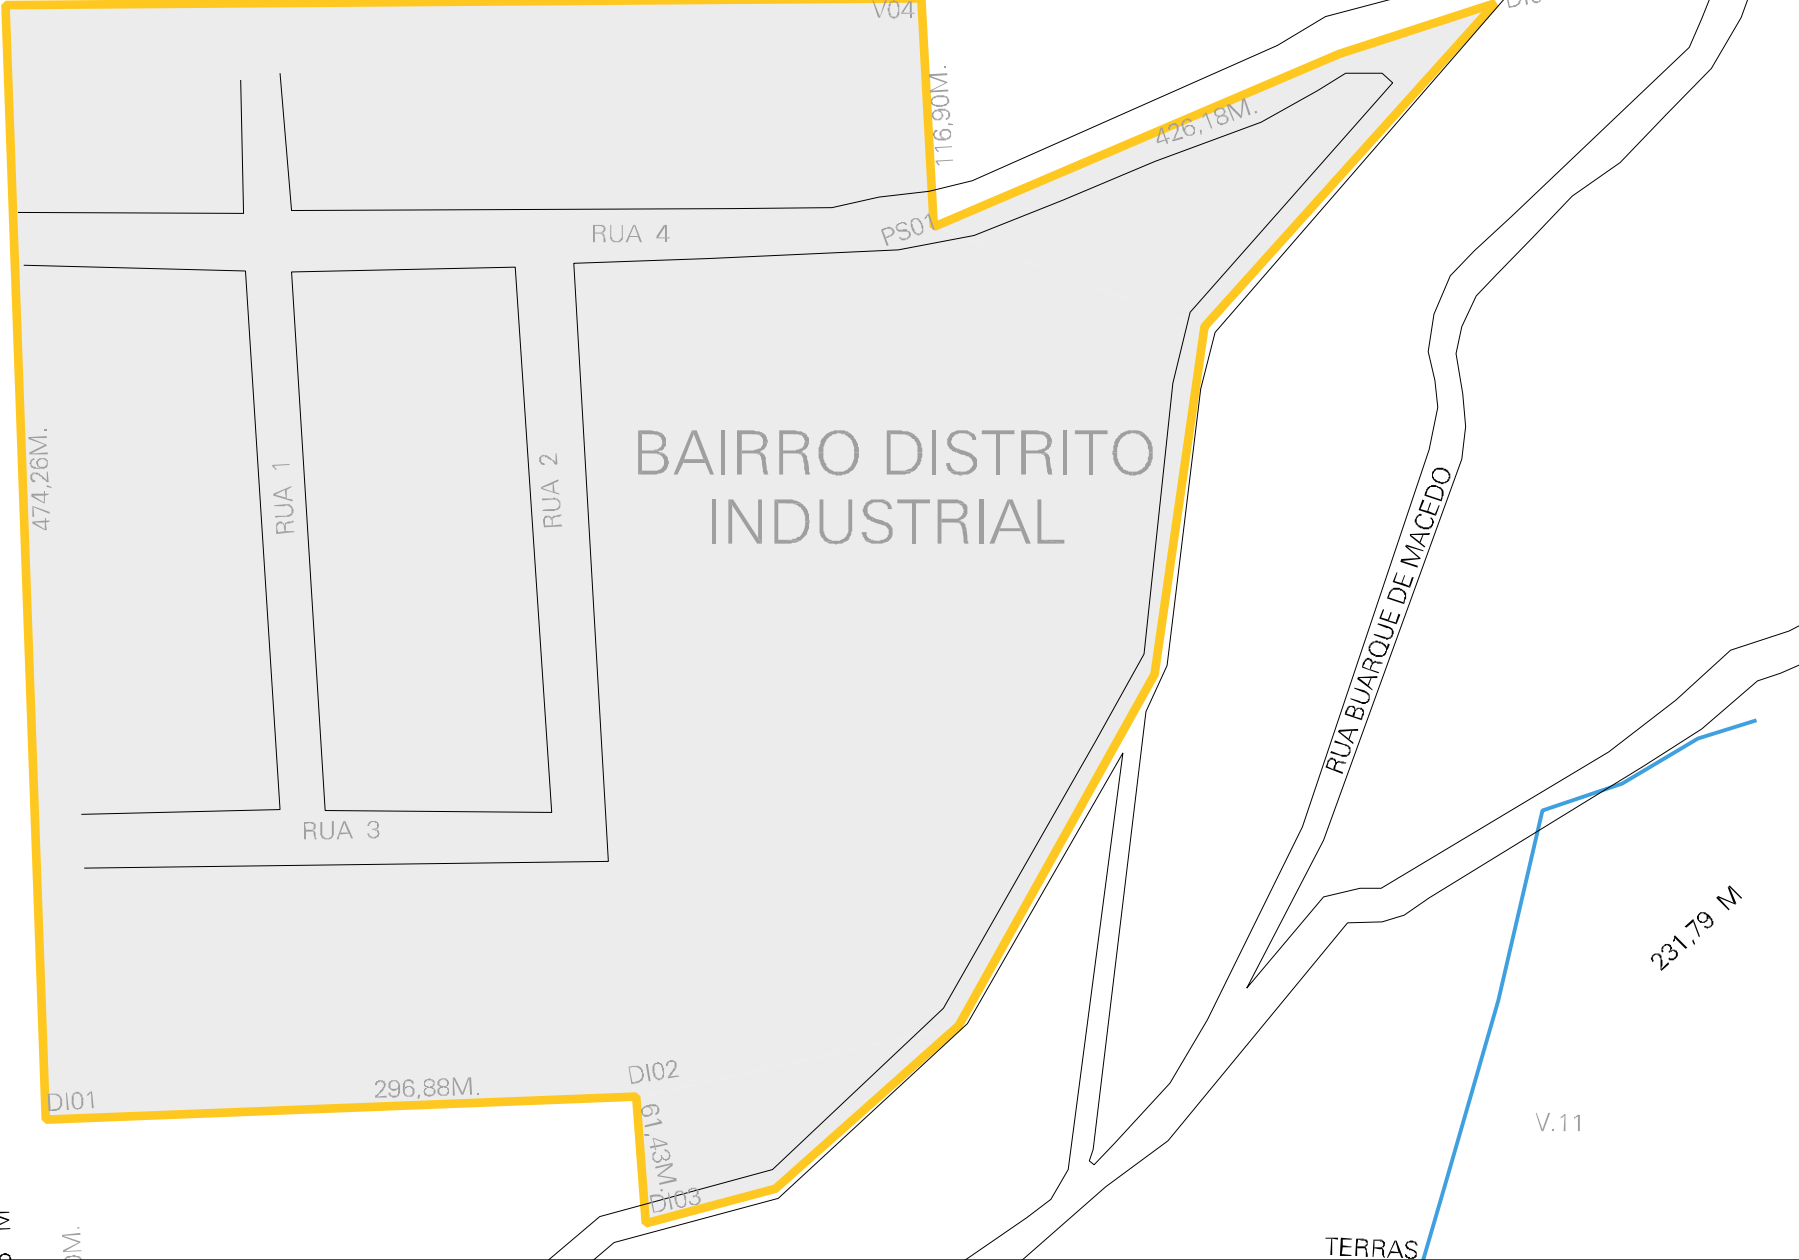 V04
116,90M.
426,18M.
PS01
RUA 4
474,26M.
RUA 1
RUA 2
BAIRRO DISTRITO
INDUSTRIAL
RUA BUARQUE DE MACEDO
RUA 3
231,79 M
DI01
296,88M.
DI02
61,43M.
DI03
V.11
TERRAS